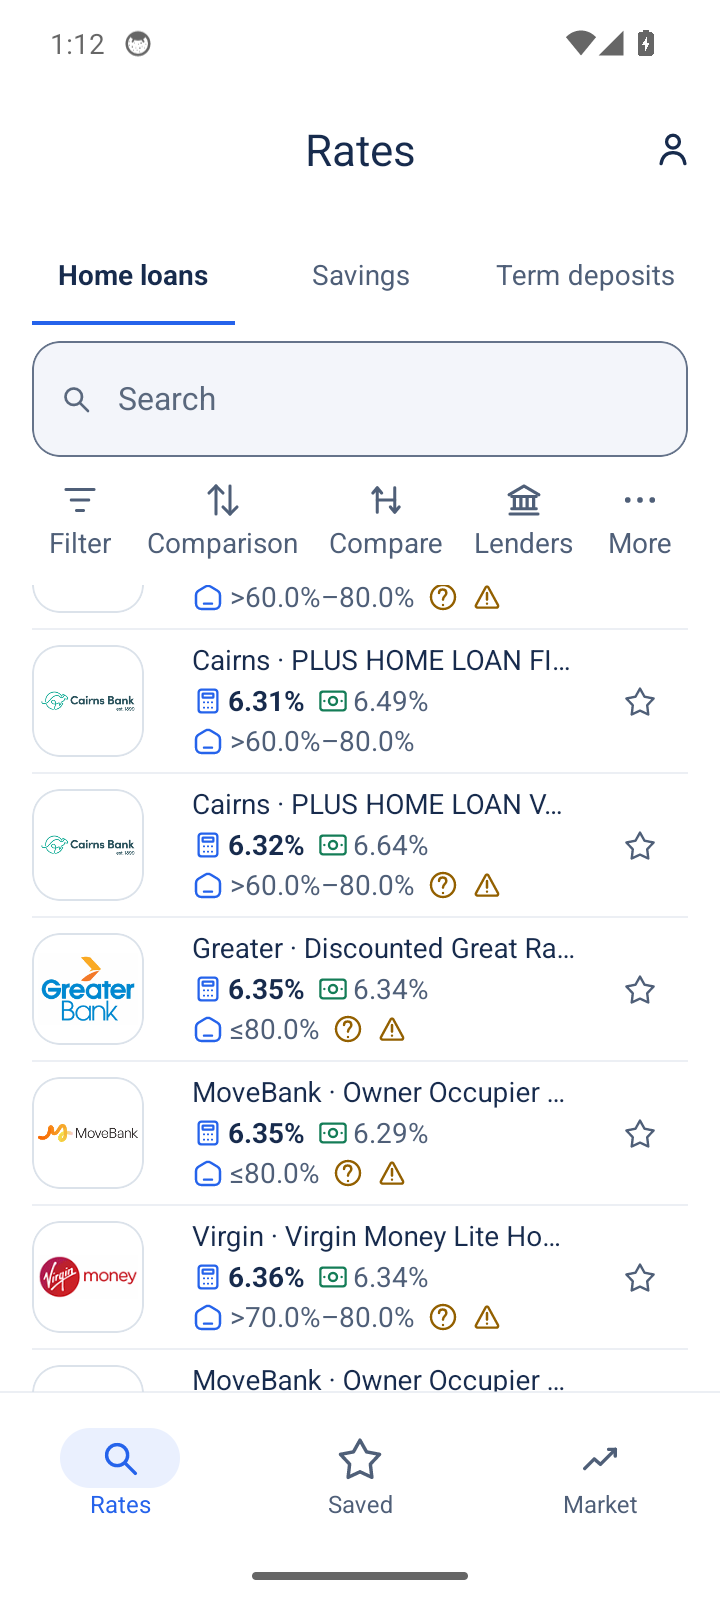 1:12
Rates
Home loans
Savings
Term deposits
Search
Filter
Comparison
Compare
Lenders
More
>60.0%–80.0%
Cairns Bank
est. 1899
Cairns · PLUS HOME LOAN FI...
6.31% 6.49%
>60.0%–80.0%
Cairns Bank
est. 1899
Cairns · PLUS HOME LOAN V...
6.32% 6.64%
>60.0%–80.0%
Greater
Bank
Greater · Discounted Great Ra...
6.35% 6.34%
≤80.0%
MoveBank
MoveBank · Owner Occupier ...
6.35% 6.29%
≤80.0%
Virgin money
Virgin · Virgin Money Lite Ho...
6.36% 6.34%
>70.0%–80.0%
MoveBank · Owner Occupier ...
Rates
Saved
Market